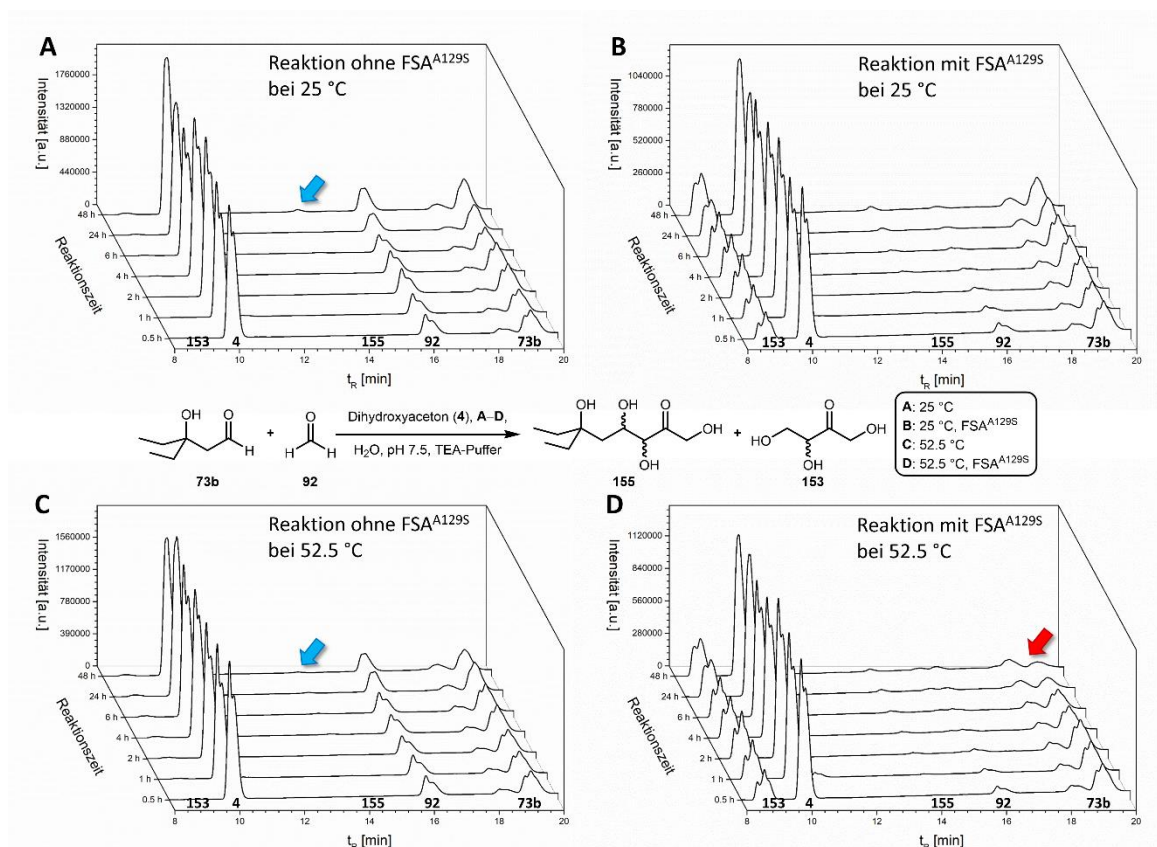 A
Reaktion ohne FSA^A129S
bei 25 °C
Intensität [a.u.]
1760000
1320000
880000
440000
0
48 h
24 h
6 h
4 h
2 h
1 h
0.5 h
Reaktionszeit
153 4 155 92 73b
8 10 12 14 16 18 20
t_R [min]
B
Reaktion mit FSA^A129S
bei 25 °C
Intensität [a.u.]
1040000
780000
520000
260000
0
48 h
24 h
6 h
4 h
2 h
1 h
0.5 h
Reaktionszeit
153 4 155 92 73b
8 10 12 14 16 18 20
t_R [min]
OH O
H
73b
+
O
H H
92
Dihydroxyaceton (4), A–D,
H₂O, pH 7.5, TEA-Puffer
OH OH O
OH
OH
155
+
O
HO OH
OH
153
A: 25 °C
B: 25 °C, FSA^A129S
C: 52.5 °C
D: 52.5 °C, FSA^A129S
C
Reaktion ohne FSA^A129S
bei 52.5 °C
Intensität [a.u.]
1560000
1170000
780000
390000
0
48 h
24 h
6 h
4 h
2 h
1 h
0.5 h
Reaktionszeit
153 4 155 92 73b
8 10 12 14 16 18 20
t_R [min]
D
Reaktion mit FSA^A129S
bei 52.5 °C
Intensität [a.u.]
1120000
840000
560000
280000
0
48 h
24 h
6 h
4 h
2 h
1 h
0.5 h
Reaktionszeit
153 4 155 92 73b
8 10 12 14 16 18 20
t_R [min]